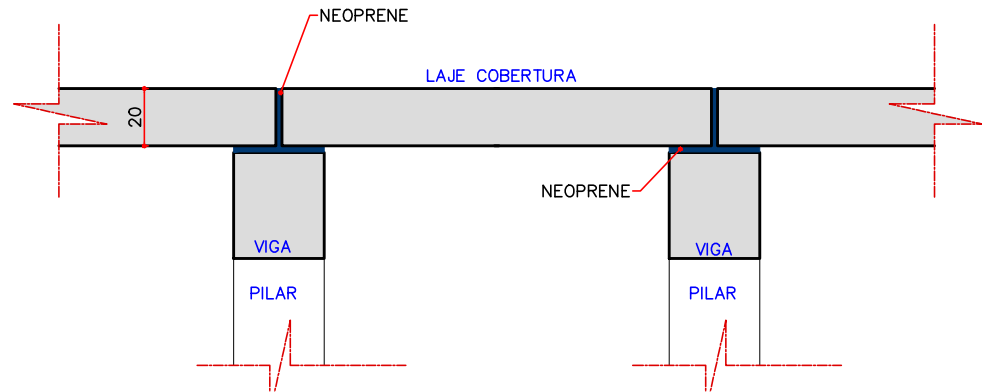 NEOPRENE
LAJE COBERTURA
20
NEOPRENE
VIGA
VIGA
PILAR
PILAR